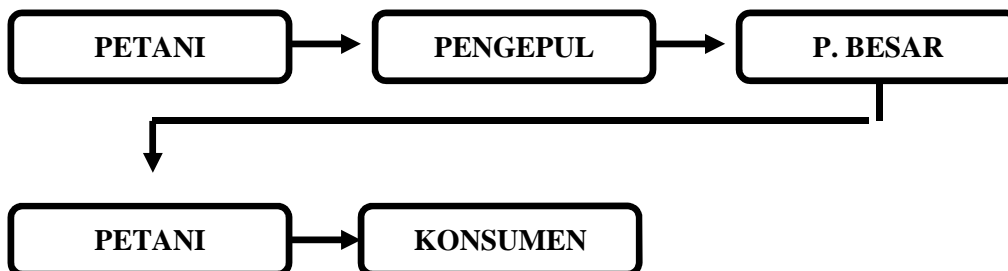 PETANI
PENGEPUL
P. BESAR
PETANI
KONSUMEN